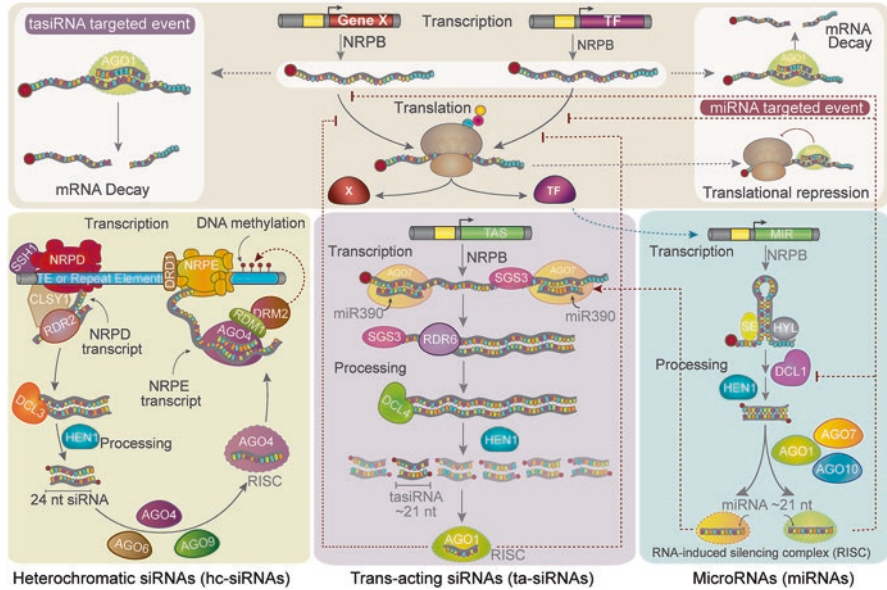 tasiRNA targeted event
AGO1
mRNA Decay
Gene X
Transcription
TF
NRPB
NRPB
Translation
X
TF
mRNA
Decay
AGO1
miRNA targeted event
AGO1
Translational repression
Transcription
DNA methylation
SSH1
NRPD
DRD1
NRPE
TE or Repeat Element
CLSY1
RDR2
NRPD
transcript
RDM1
DRM2
AGO4
NRPE
transcript
DCL3
HEN1
Processing
24 nt siRNA
AGO4
RISC
AGO4
AGO6
AGO9
Heterochromatic siRNAs (hc-siRNAs)
TAS
Transcription
NRPB
AGO7
SGS3
AGO7
miR390
miR390
SGS3
RDR6
Processing
DCL4
HEN1
tasiRNA
~21 nt
AGO1
RISC
Trans-acting siRNAs (ta-siRNAs)
MIR
Transcription
NRPB
SE
HYL
Processing
DCL1
HEN1
AGO7
AGO1
AGO10
miRNA ~21 nt
RNA-induced silencing complex (RISC)
MicroRNAs (miRNAs)